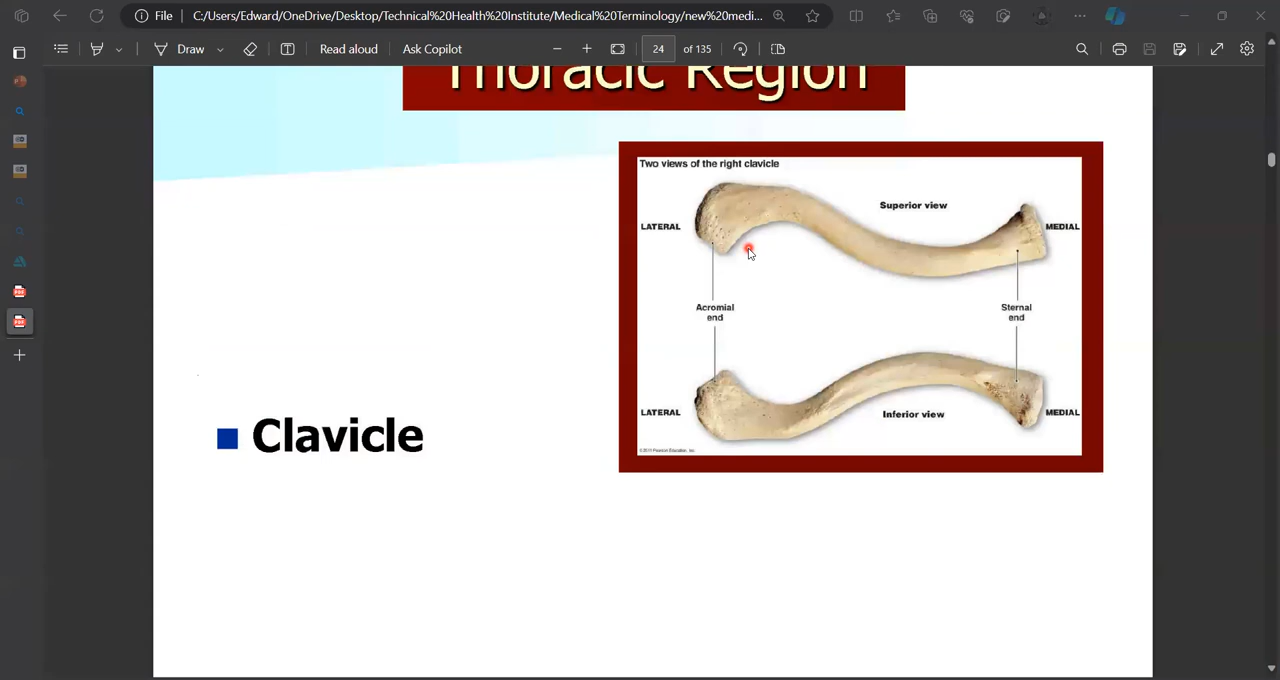 File
C:/Users/Edward/OneDrive/Desktop/Technical%20Health%20Institute/Medical%20Terminology/new%20medi...
Draw
Read aloud
Ask Copilot
24
of 135
Thoracic Region
Two views of the right clavicle
Superior view
LATERAL
MEDIAL
Acromial
end
Sternal
end
LATERAL
Inferior view
MEDIAL
Clavicle